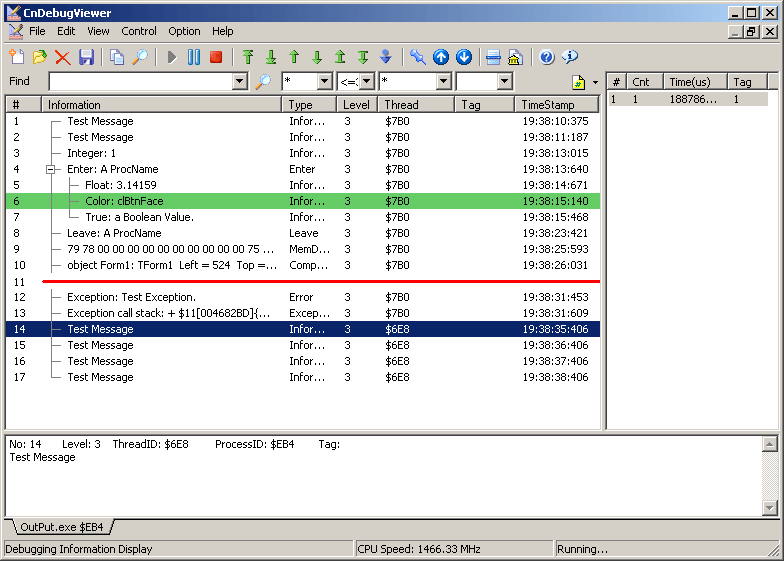 CnDebugViewer
File Edit View Control Option Help
Find * <=3 *
# Information Type Level Thread Tag TimeStamp
1 Test Message Infor... 3 $7B0 19:38:10:375
2 Test Message Infor... 3 $7B0 19:38:11:187
3 Integer: 1 Infor... 3 $7B0 19:38:13:015
4 Enter: A ProcName Enter 3 $7B0 19:38:13:640
5 Float: 3.14159 Infor... 3 $7B0 19:38:14:671
6 Color: clBtnFace Infor... 3 $7B0 19:38:15:140
7 True: a Boolean Value. Infor... 3 $7B0 19:38:15:468
8 Leave: A ProcName Leave 3 $7B0 19:38:23:421
9 79 78 00 00 00 00 00 00 00 00 00 00 75 ... MemD... 3 $7B0 19:38:25:593
10 object Form1: TForm1 Left = 524 Top =... Comp... 3 $7B0 19:38:26:031
11
12 Exception: Test Exception. Error 3 $7B0 19:38:31:453
13 Exception call stack: + $11[004682BD]{... Excep... 3 $7B0 19:38:31:609
14 Test Message Infor... 3 $6E8 19:38:35:406
15 Test Message Infor... 3 $6E8 19:38:36:406
16 Test Message Infor... 3 $6E8 19:38:37:406
17 Test Message Infor... 3 $6E8 19:38:38:406
# Cnt Time(us) Tag
1 1 188786... 1
No: 14 Level: 3 ThreadID: $6E8 ProcessID: $EB4 Tag:
Test Message
OutPut.exe $EB4
Debugging Information Display CPU Speed: 1466.33 MHz Running...